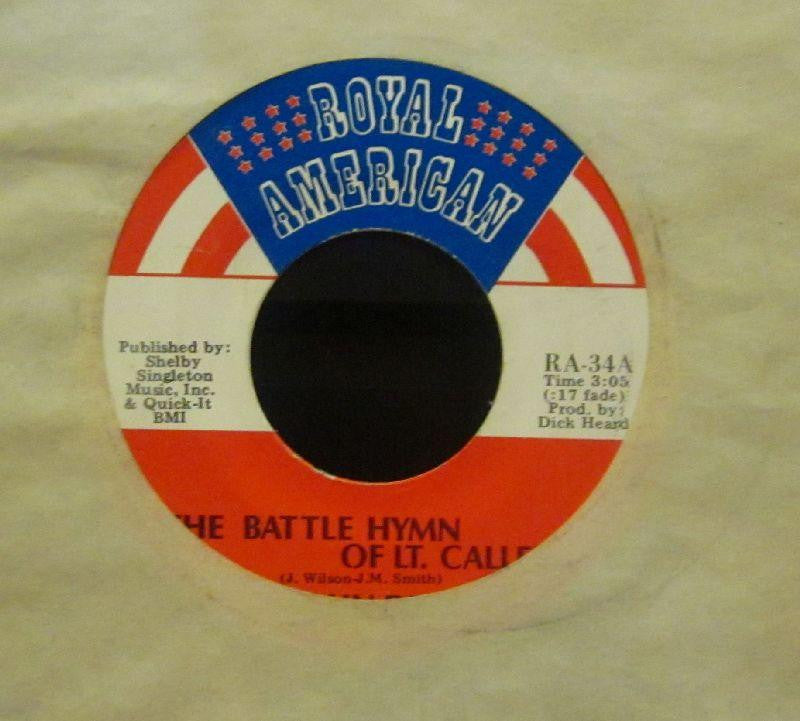 ROYAL
AMERICAN
Published by:
Shelby
Singleton
Music, Inc.
& Quick-It
BMI
RA-34A
Time 3:05
(:17 fade)
Prod. by:
Dick Heard
HE BATTLE HYMN
OF LT. CALLE
(J. Wilson-J.M. Smith)